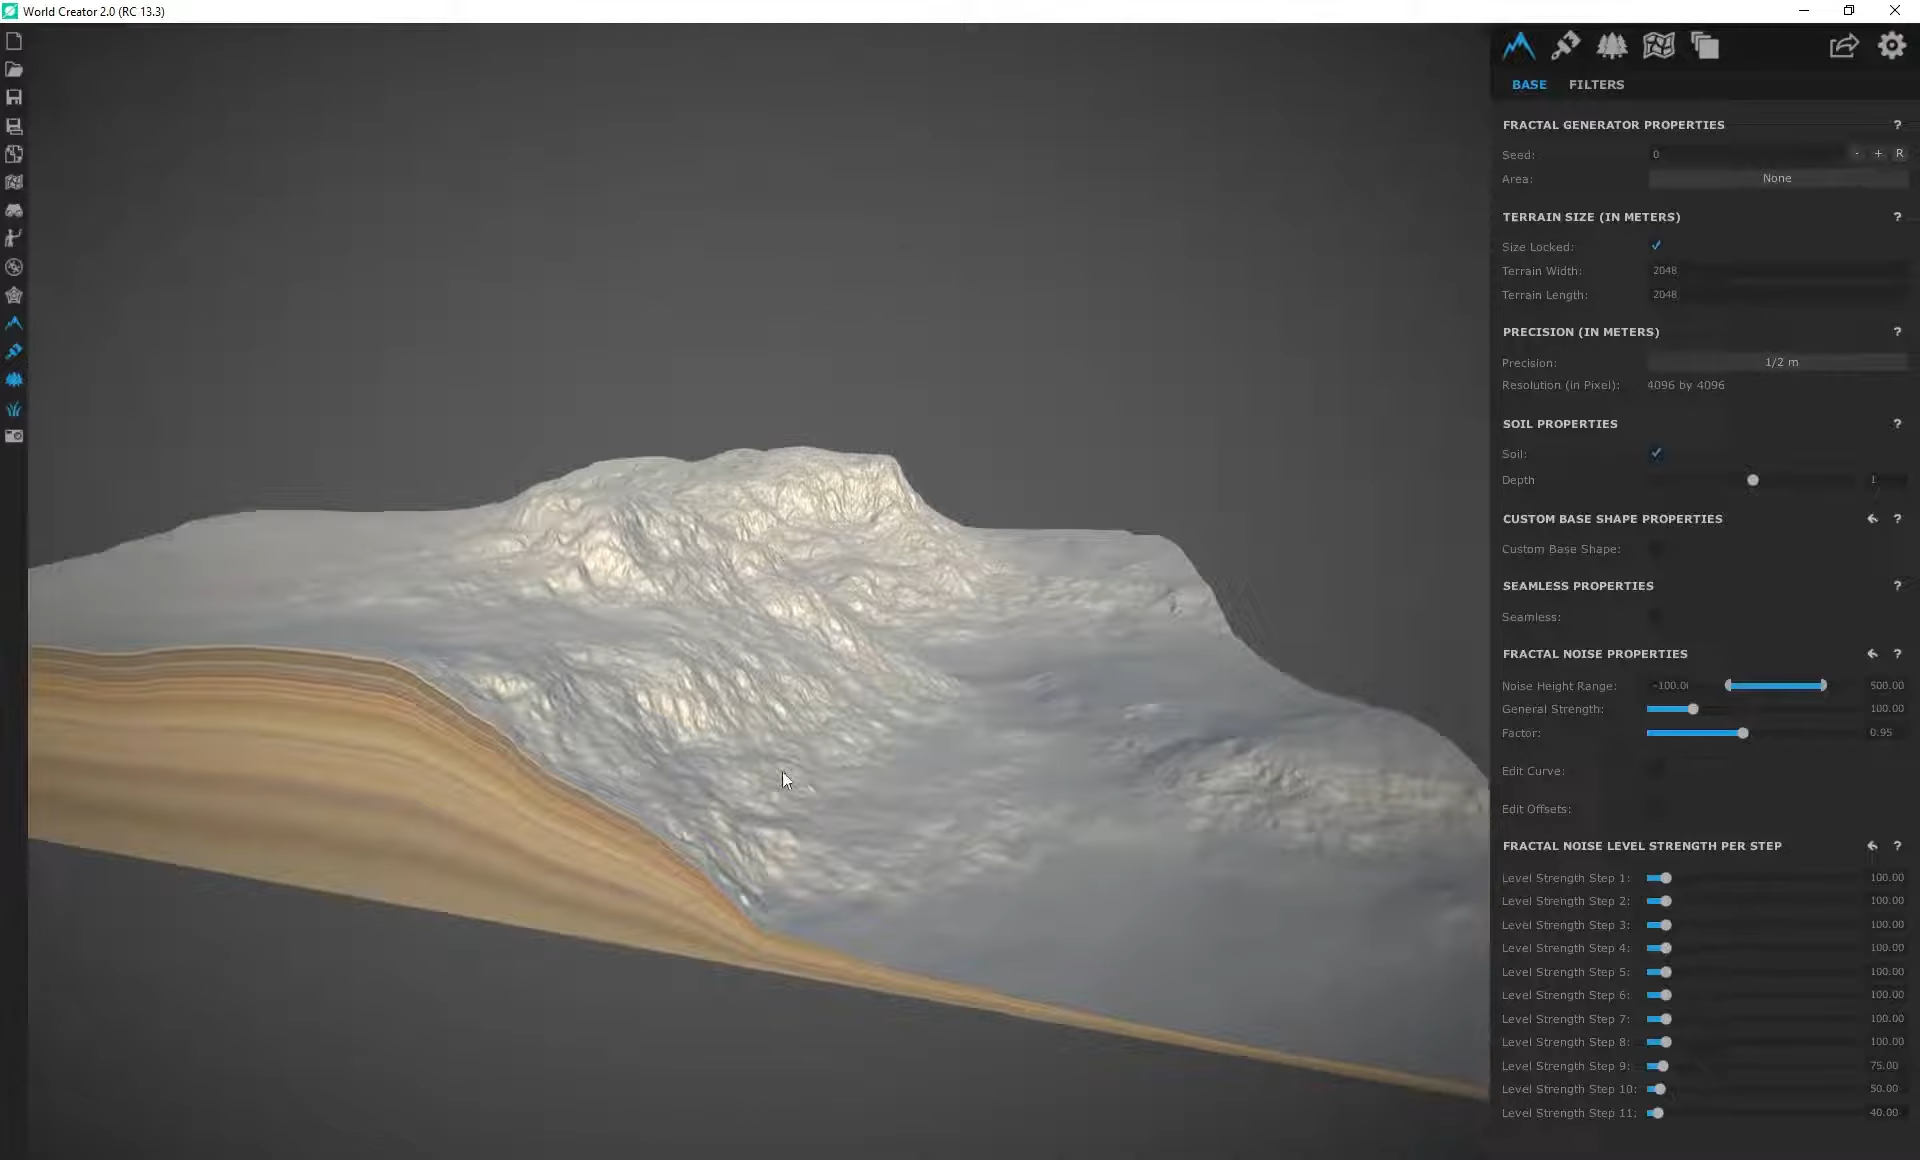 World Creator 2.0 (RC 13.3)
BASE FILTERS
FRACTAL GENERATOR PROPERTIES ?
Seed: 0 - + R
Area: None
TERRAIN SIZE (IN METERS) ?
Size Locked:
Terrain Width: 2048
Terrain Length: 2048
PRECISION (IN METERS) ?
Precision: 1/2 m
Resolution (in Pixel): 4096 by 4096
SOIL PROPERTIES ?
Soil:
Depth 1
CUSTOM BASE SHAPE PROPERTIES ?
Custom Base Shape:
SEAMLESS PROPERTIES ?
Seamless:
FRACTAL NOISE PROPERTIES ?
Noise Height Range: -100.0 500.00
General Strength: 100.00
Factor: 0.95
Edit Curve:
Edit Offsets:
FRACTAL NOISE LEVEL STRENGTH PER STEP ?
Level Strength Step 1: 100.00
Level Strength Step 2: 100.00
Level Strength Step 3: 100.00
Level Strength Step 4: 100.00
Level Strength Step 5: 100.00
Level Strength Step 6: 100.00
Level Strength Step 7: 100.00
Level Strength Step 8: 100.00
Level Strength Step 9: 75.00
Level Strength Step 10: 50.00
Level Strength Step 11: 40.00